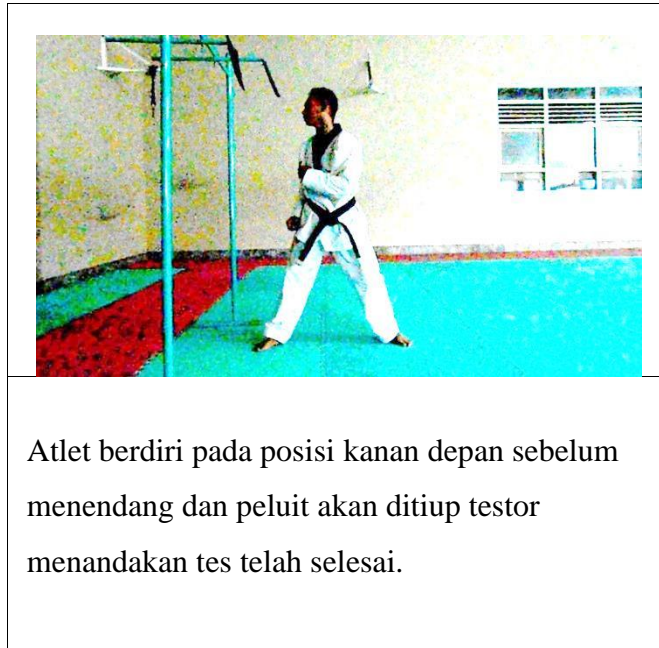 Atlet berdiri pada posisi kanan depan sebelum
menendang dan peluit akan ditiup testor
menandakan tes telah selesai.